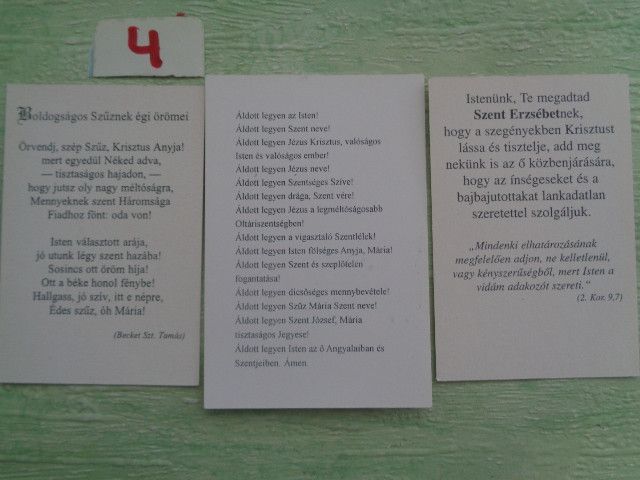 4
Boldogságos Szűznek égi örömei
Örvendj, szép Szűz, Krisztus Anyja!
mert egyedül Néked adva,
— tisztaságos hajadon, —
hogy jutsz oly nagy méltóságra,
Mennyeknek szent Háromsága
Fiadhoz fönt: oda von!
Isten választott arája,
jó utunk légy szent hazába!
Sosincs ott öröm híja!
Ott a béke honol fénybe!
Hallgass, jó szív, itt e népre,
Édes szűz, óh Mária!
(Becket Szt. Tamás)
Áldott legyen az Isten!
Áldott legyen Szent neve!
Áldott legyen Jézus Krisztus, valóságos
Isten és valóságos ember!
Áldott legyen Jézus neve!
Áldott legyen Szentséges Szíve!
Áldott legyen drága, Szent vére!
Áldott legyen Jézus a legméltóságosabb
Oltáriszentségben!
Áldott legyen a vigasztaló Szentlélek!
Áldott legyen Isten fölséges Anyja, Mária!
Áldott legyen Szent és szeplőtelen
fogantatása!
Áldott legyen dicsőséges mennybevétele!
Áldott legyen Szűz Mária Szent neve!
Áldott legyen Szent József, Mária
tisztaságos Jegyese!
Áldott legyen Isten az ő Angyalaiban és
Szentjeiben. Ámen.
Istenünk, Te megadtad
Szent Erzsébetnek,
hogy a szegényekben Krisztust
lássa és tisztelje, add meg
nekünk is az ő közbenjárására,
hogy az ínségeseket és a
bajbajutottakat lankadatlan
szeretettel szolgáljuk.
„Mindenki elhatározásának
megfelelően adjon, ne kelletlenül,
vagy kényszerűségből, mert Isten a
vidám adakozót szereti.“
(2. Kor. 9,7)